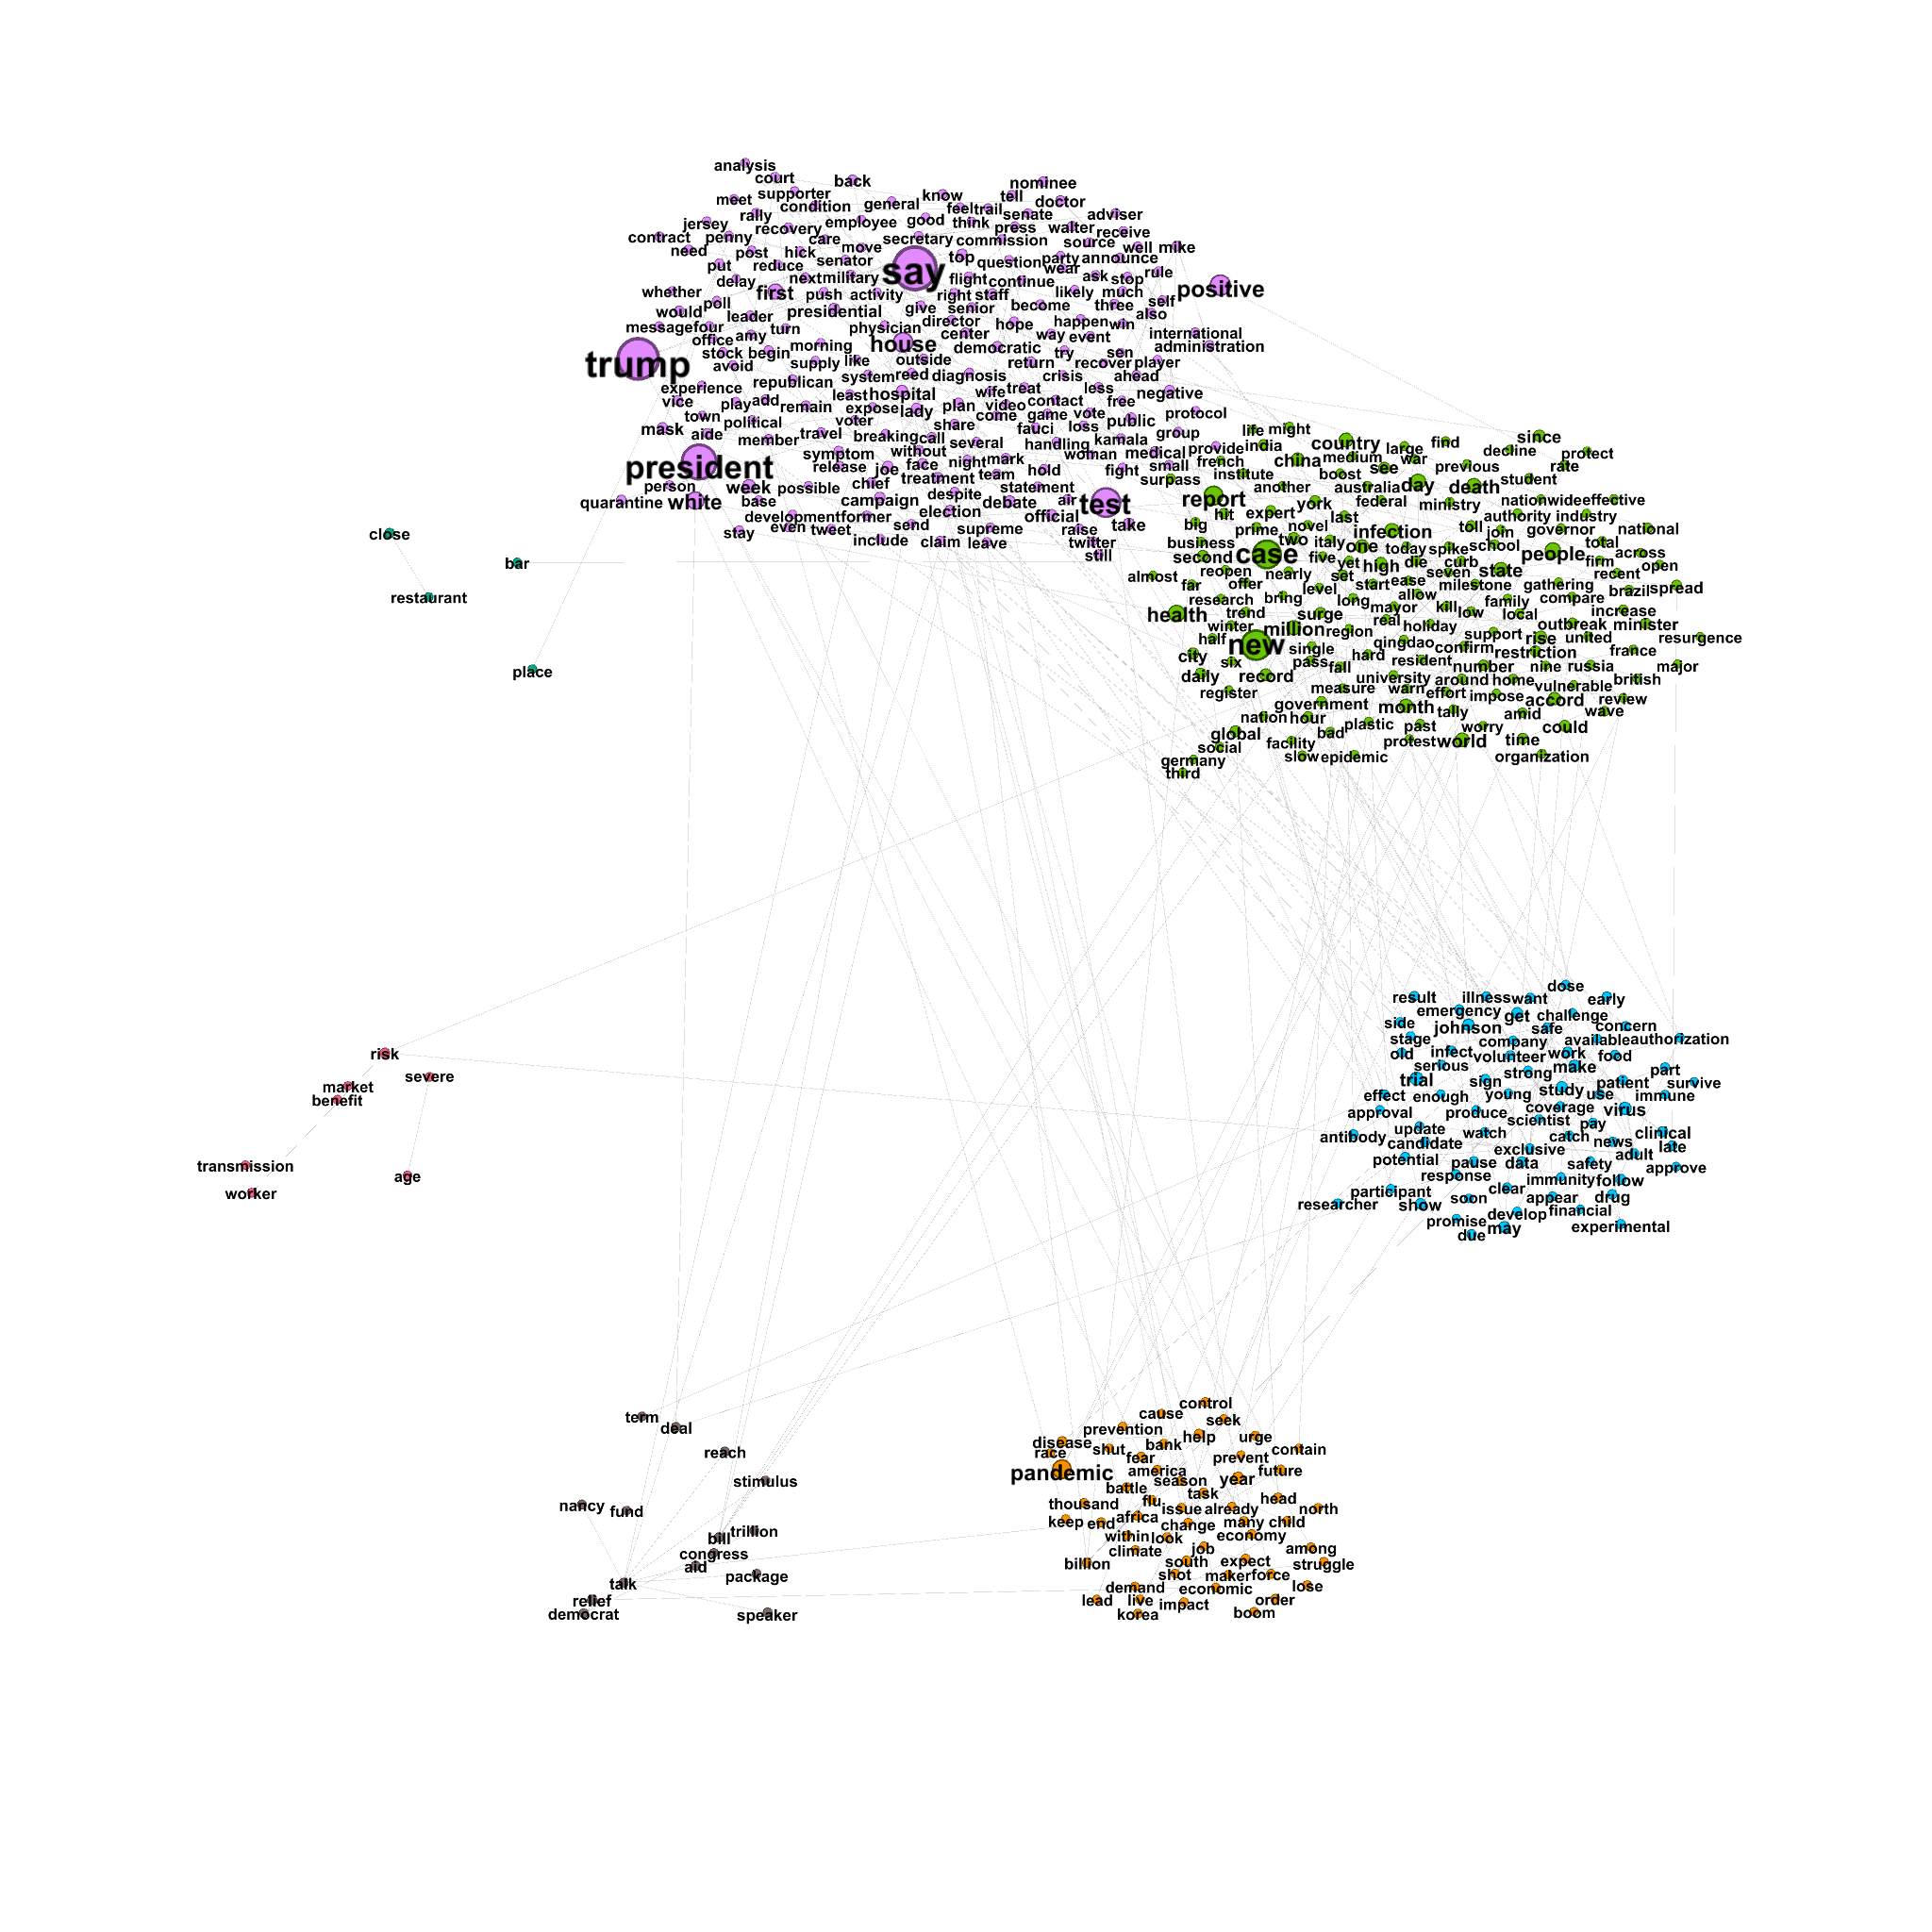 analysis
court
back
nominee
supporter
know
tell
meet
condition
general
feel
trail
doctor
rally
employee
good
think
senate
adviser
jersey
recovery
press
walter
receive
contract
penny
care
move
secretary
commission
source
well
mike
need
post
hick
senator
top
question
party
announce
put
reduce
next
military
flight
continue
wear
ask
stop
rule
delay
say
positive
whether
poll
first
push
activity
right
staff
likely
much
self
would
leader
presidential
give
senior
become
three
also
message
four
turn
physician
director
hope
happen
win
international
office
amy
morning
house
center
way
event
administration
trump
stock
begin
supply
like
outside
democratic
try
sen
avoid
system
reed
diagnosis
return
recover
player
experience
republican
least
hospital
wife
treat
crisis
less
ahead
negative
vice
play
add
remain
expose
lady
plan
video
contact
free
town
political
voter
share
come
game
vote
public
protocol
mask
aide
member
travel
breaking
call
several
fauci
loss
kamala
group
president
symptom
without
handling
woman
medical
provide
release
joe
face
night
mark
hold
fight
small
person
week
possible
chief
treatment
team
statement
surpass
quarantine
white
base
campaign
despite
debate
air
test
development
former
election
official
take
stay
even
tweet
send
supreme
raise
include
claim
leave
twitter
still
life
might
india
country
large
find
since
french
china
medium
see
war
decline
protect
institute
boost
previous
rate
another
australia
day
death
student
report
york
federal
ministry
nationwide
effective
hit
expert
last
authority
industry
big
prime
novel
infection
toll
join
governor
national
business
two
italy
one
today
spike
school
total
second
case
five
yet
high
die
curb
people
firm
across
almost
reopen
nearly
set
start
ease
seven
state
recent
open
far
offer
level
allow
milestone
gathering
brazil
spread
research
bring
long
mayor
kill
low
family
compare
health
trend
surge
real
holiday
local
increase
winter
million
region
support
outbreak
minister
half
new
single
qingdao
confirm
rise
united
resurgence
city
six
pass
fall
hard
resident
number
restriction
france
daily
record
university
around
home
nine
russia
major
register
measure
warn
effort
impose
vulnerable
british
government
month
tally
accord
review
nation
hour
plastic
past
worry
amid
wave
global
bad
protest
world
time
could
social
facility
slow
epidemic
organization
germany
third
close
bar
restaurant
place
risk
severe
market
benefit
transmission
age
worker
dose
result
illness
want
early
emergency
get
challenge
side
johnson
safe
concern
stage
company
available
authorization
old
infect
volunteer
work
food
serious
strong
make
part
trial
sign
study
patient
survive
effect
enough
young
use
immune
approval
produce
coverage
virus
update
scientist
pay
antibody
candidate
watch
catch
news
clinical
exclusive
adult
late
potential
pause
data
safety
approve
response
immunity
follow
participant
soon
clear
appear
drug
researcher
show
develop
financial
promise
may
experimental
due
term
deal
reach
stimulus
nancy
fund
bill
trillion
congress
aid
package
talk
relief
democrat
speaker
control
cause
seek
prevention
help
urge
disease
race
shut
bank
contain
fear
prevent
pandemic
america
season
year
future
battle
task
head
thousand
flu
issue
already
north
keep
end
africa
change
many
child
within
look
economy
climate
job
among
billion
south
expect
struggle
shot
maker
force
demand
economic
lose
lead
live
impact
order
korea
boom